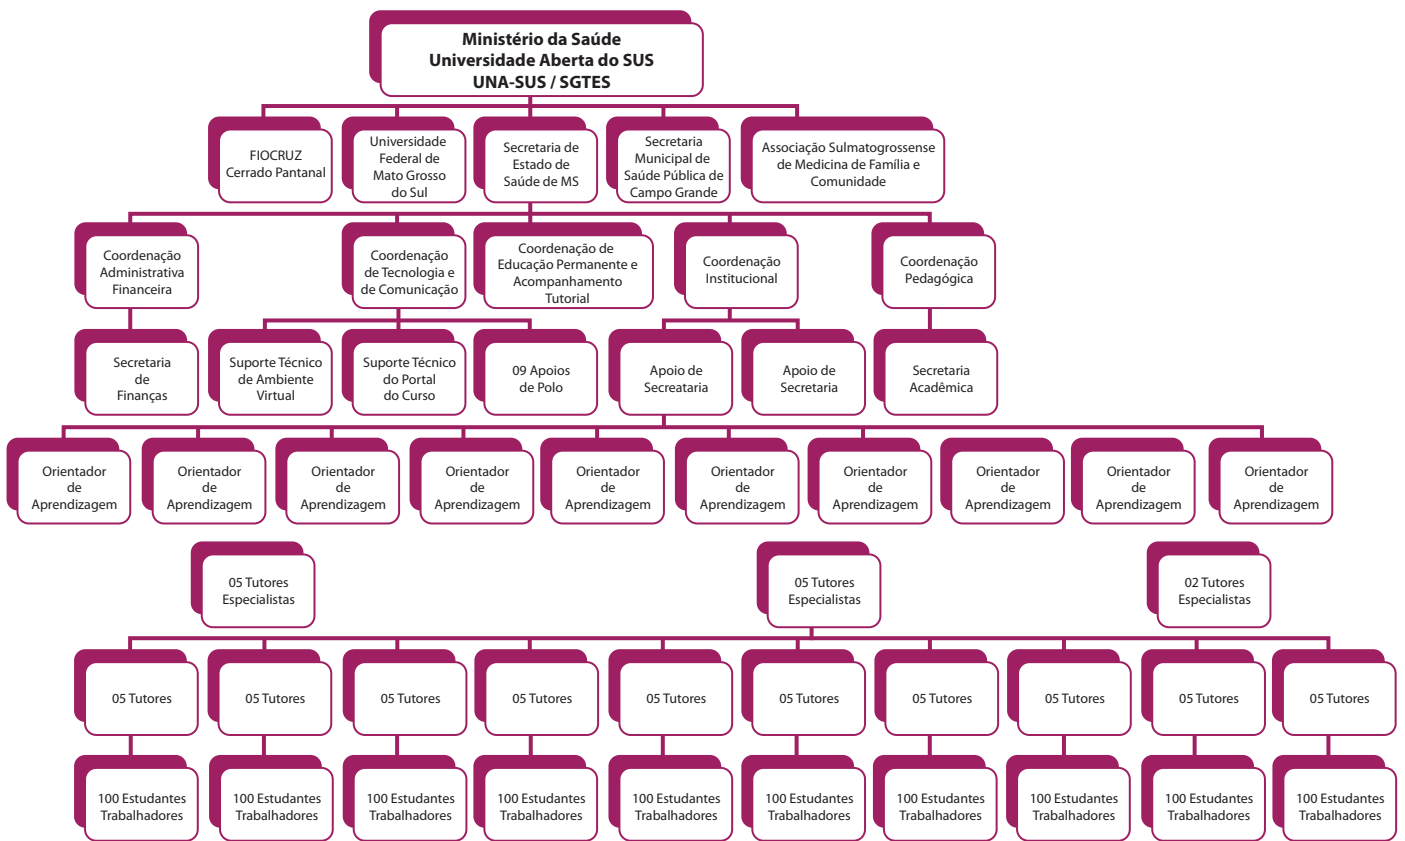 Ministério da Saúde
Universidade Aberta do SUS
UNA-SUS / SGTES
FIOCRUZ
Cerrado Pantanal
Universidade
Federal de
Mato Grosso
do Sul
Secretaria de
Estado de
Saúde de MS
Secretaria
Municipal de
Saúde Pública de
Campo Grande
Associação Sulmatogrossense
de Medicina de Família e
Comunidade
Coordenação
Administrativa
Financeira
Coordenação
de Tecnologia e
de Comunicação
Coordenação de
Educação Permanente e
Acompanhamento
Tutorial
Coordenação
Institucional
Coordenação
Pedagógica
Secretaria
de
Finanças
Suporte Técnico
de Ambiente
Virtual
Suporte Técnico
do Portal
do Curso
09 Apoios
de Polo
Apoio de
Secreataria
Apoio de
Secretaria
Secretaria
Acadêmica
Orientador
de
Aprendizagem
Orientador
de
Aprendizagem
Orientador
de
Aprendizagem
Orientador
de
Aprendizagem
Orientador
de
Aprendizagem
Orientador
de
Aprendizagem
Orientador
de
Aprendizagem
Orientador
de
Aprendizagem
Orientador
de
Aprendizagem
Orientador
de
Aprendizagem
05 Tutores
Especialistas
05 Tutores
Especialistas
02 Tutores
Especialistas
05 Tutores
05 Tutores
05 Tutores
05 Tutores
05 Tutores
05 Tutores
05 Tutores
05 Tutores
05 Tutores
05 Tutores
100 Estudantes
Trabalhadores
100 Estudantes
Trabalhadores
100 Estudantes
Trabalhadores
100 Estudantes
Trabalhadores
100 Estudantes
Trabalhadores
100 Estudantes
Trabalhadores
100 Estudantes
Trabalhadores
100 Estudantes
Trabalhadores
100 Estudantes
Trabalhadores
100 Estudantes
Trabalhadores